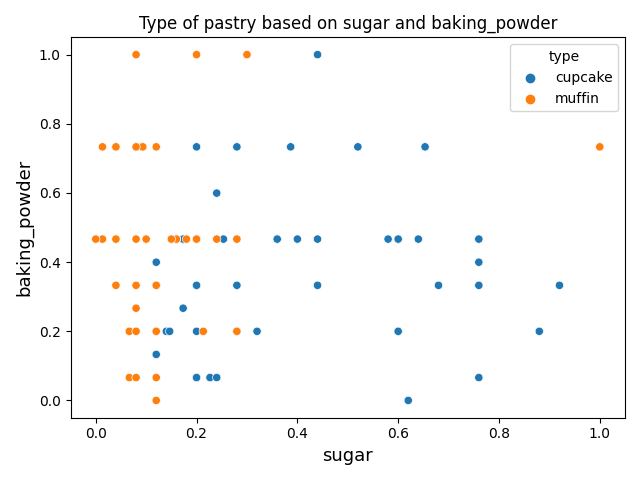 Type of pastry based on sugar and baking_powder
type
cupcake
muffin
baking_powder
1.0
0.8
0.6
0.4
0.2
0.0
0.0 0.2 0.4 0.6 0.8 1.0
sugar